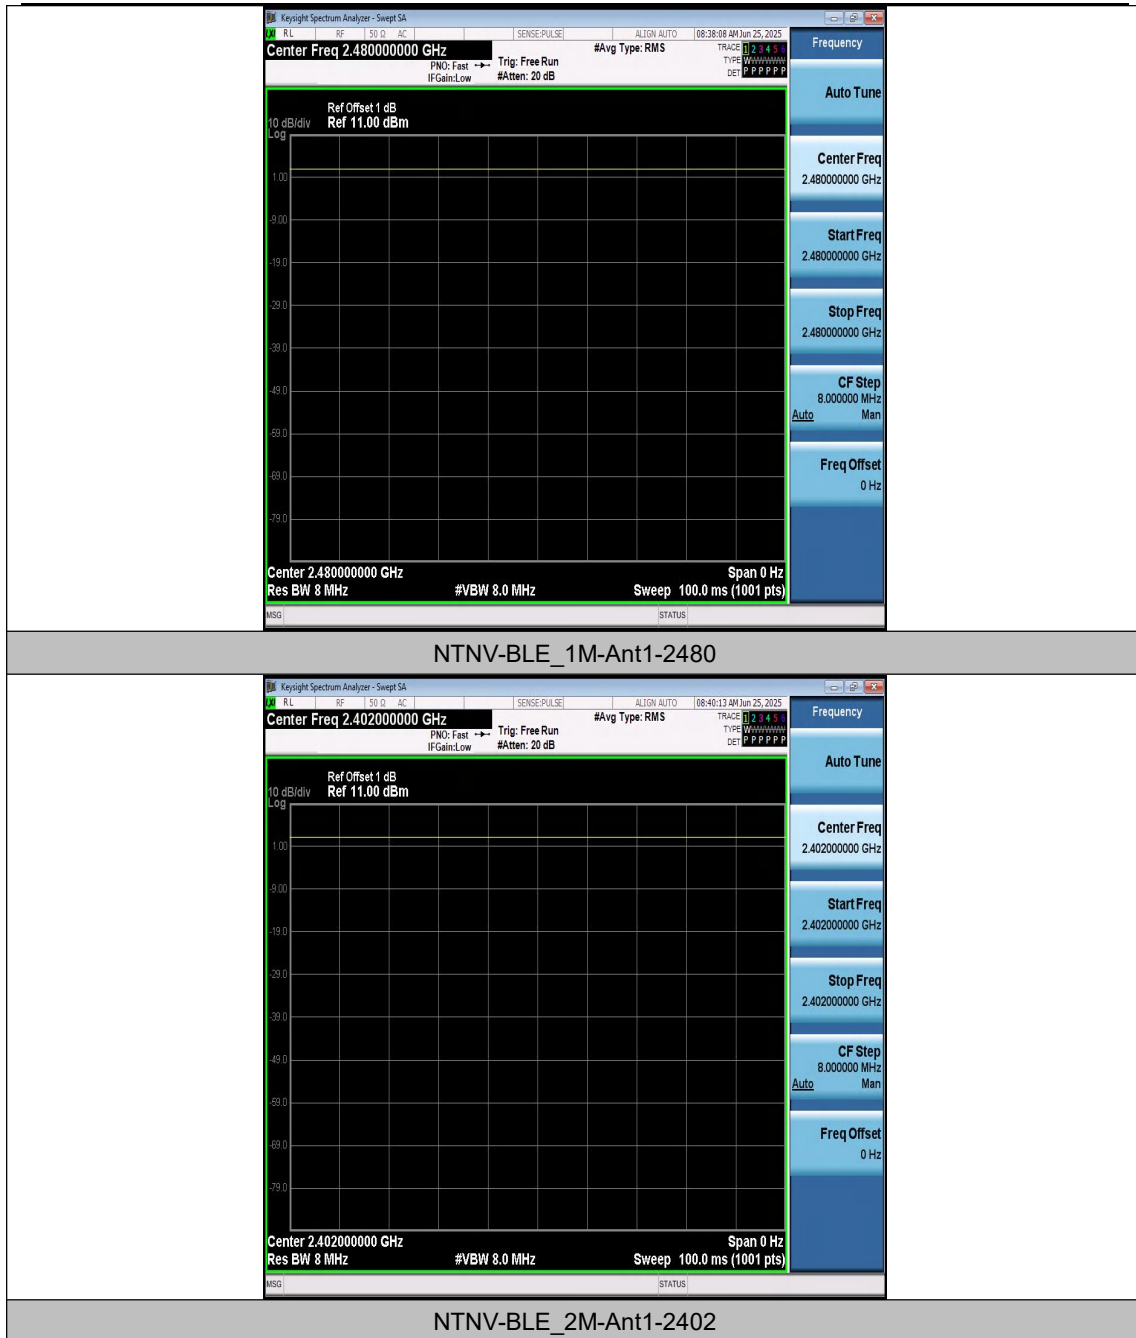 Keysight Spectrum Analyzer - Swept SA
RL RF 50 Ω AC SENSE:PULSE ALIGN AUTO 08:38:08 AM Jun 25, 2025
Center Freq 2.480000000 GHz
PNO: Fast
IFGain:Low
Trig: Free Run
#Atten: 20 dB
#Avg Type: RMS
TRACE 1 2 3 4 5 6
TYPE WWWWWW
DET P P P P P P
Frequency
Auto Tune
Center Freq
2.480000000 GHz
Start Freq
2.480000000 GHz
Stop Freq
2.480000000 GHz
CF Step
8.000000 MHz
Auto Man
Freq Offset
0 Hz
Ref Offset 1 dB
10 dB/div Ref 11.00 dBm
Log
1.00
-9.00
-19.0
-29.0
-39.0
-49.0
-59.0
-69.0
-79.0
Center 2.480000000 GHz Span 0 Hz
Res BW 8 MHz #VBW 8.0 MHz Sweep 100.0 ms (1001 pts)
MSG STATUS
NTNV-BLE_1M-Ant1-2480
Keysight Spectrum Analyzer - Swept SA
RL RF 50 Ω AC SENSE:PULSE ALIGN AUTO 08:40:13 AM Jun 25, 2025
Center Freq 2.402000000 GHz
PNO: Fast
IFGain:Low
Trig: Free Run
#Atten: 20 dB
#Avg Type: RMS
TRACE 1 2 3 4 5 6
TYPE WWWWWW
DET P P P P P P
Frequency
Auto Tune
Center Freq
2.402000000 GHz
Start Freq
2.402000000 GHz
Stop Freq
2.402000000 GHz
CF Step
8.000000 MHz
Auto Man
Freq Offset
0 Hz
Ref Offset 1 dB
10 dB/div Ref 11.00 dBm
Log
1.00
-9.00
-19.0
-29.0
-39.0
-49.0
-59.0
-69.0
-79.0
Center 2.402000000 GHz Span 0 Hz
Res BW 8 MHz #VBW 8.0 MHz Sweep 100.0 ms (1001 pts)
MSG STATUS
NTNV-BLE_2M-Ant1-2402